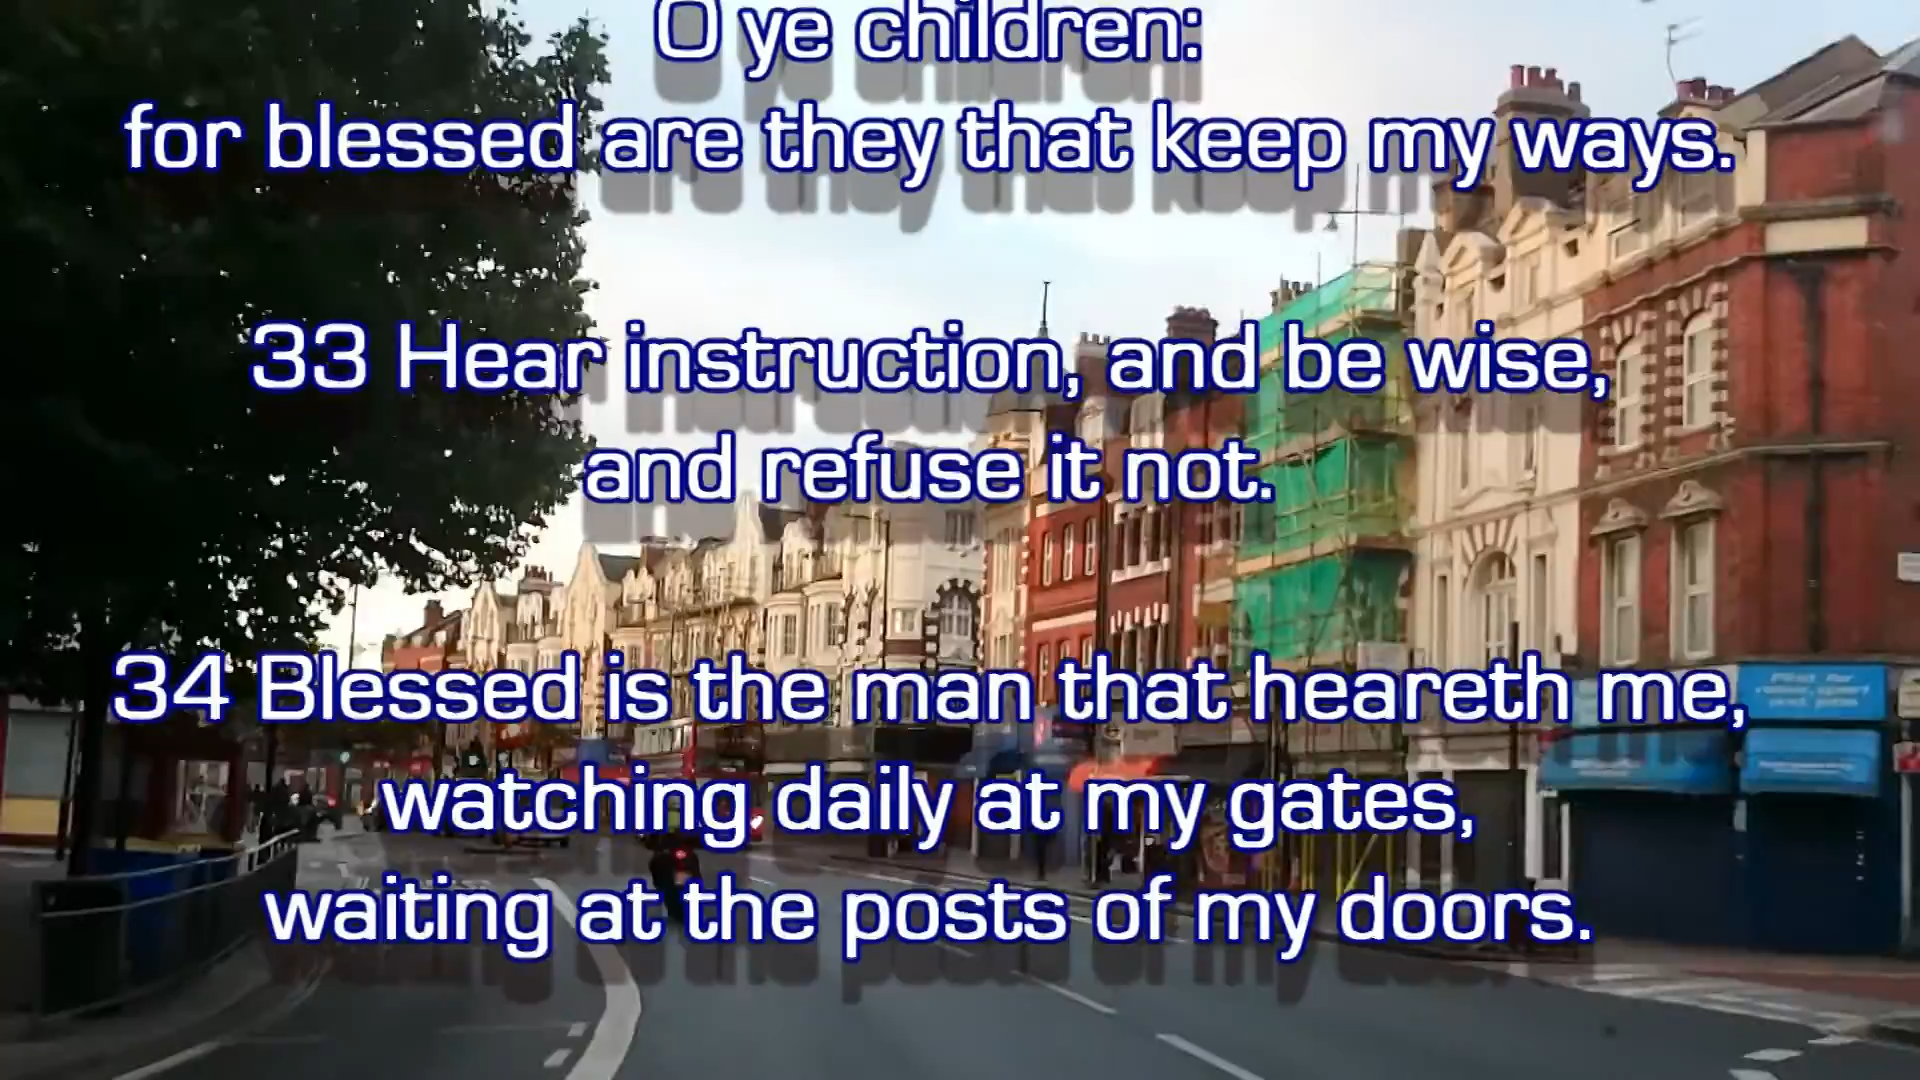 O ye children:
for blessed are they that keep my ways.
33 Hear instruction, and be wise,
and refuse it not.
34 Blessed is the man that heareth me,
watching daily at my gates,
waiting at the posts of my doors.